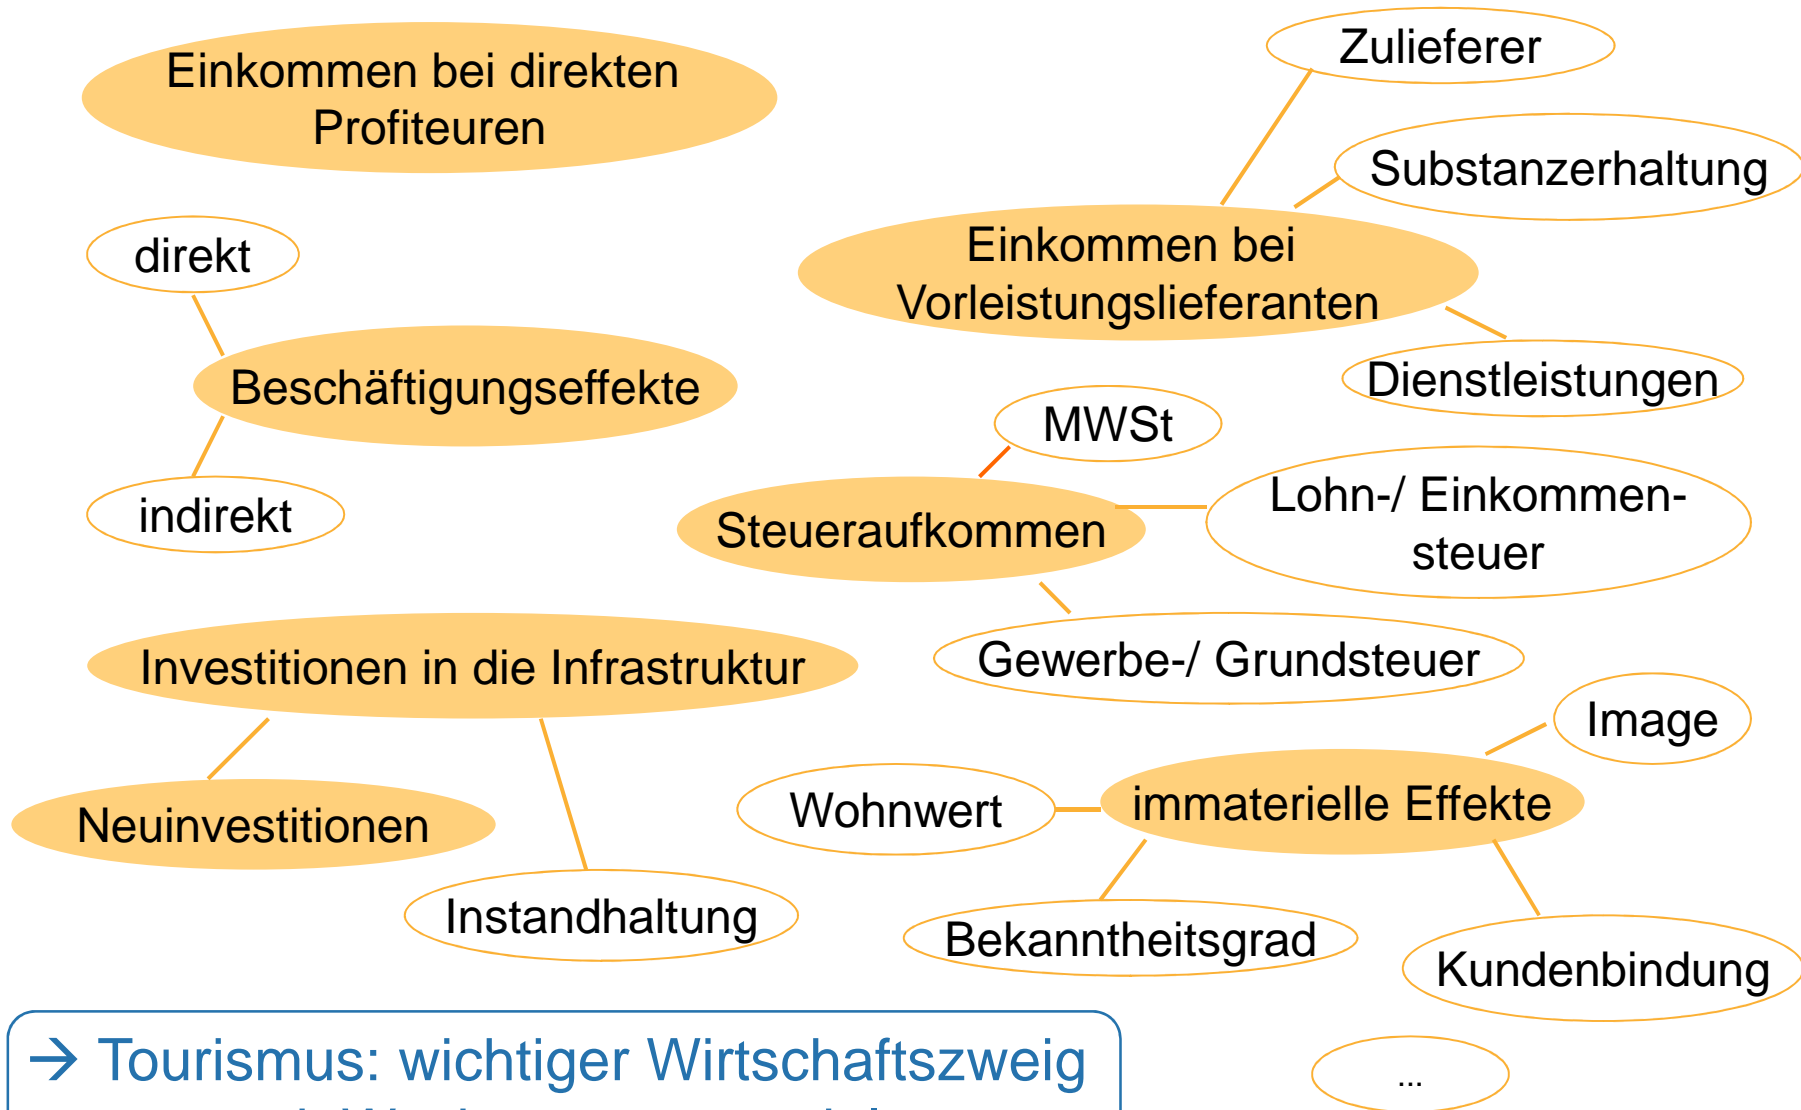 Einkommen bei direkten
Profiteuren
Zulieferer
Substanzerhaltung
Einkommen bei
Vorleistungslieferanten
Dienstleistungen
direkt
Beschäftigungseffekte
indirekt
MWSt
Steueraufkommen
Lohn-/ Einkommen-
steuer
Gewerbe-/ Grundsteuer
Investitionen in die Infrastruktur
Neuinvestitionen
Instandhaltung
Image
immaterielle Effekte
Wohnwert
Bekanntheitsgrad
Kundenbindung
...
→ Tourismus: wichtiger Wirtschaftszweig